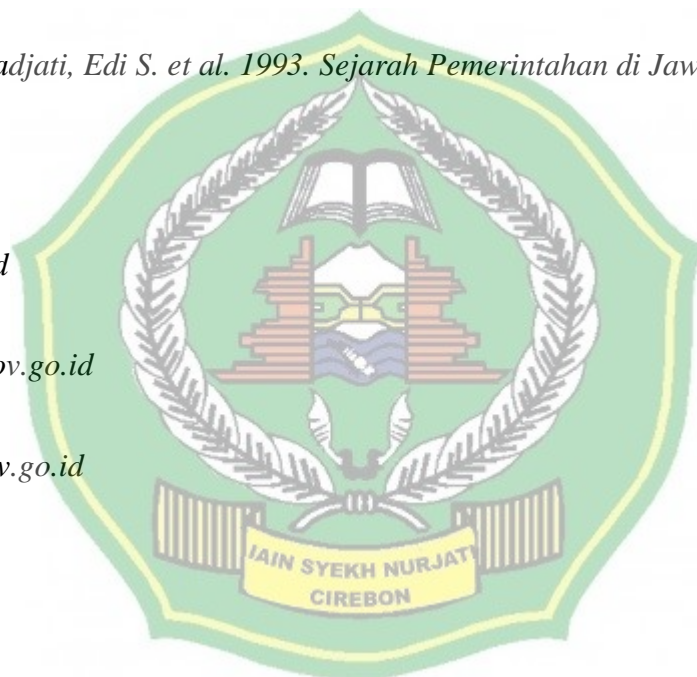 adjati, Edi S. et al. 1993. Sejarah Pemerintahan di Jaw
d
ov.go.id
v.go.id
IAIN SYEKH NURJATI
CIREBON